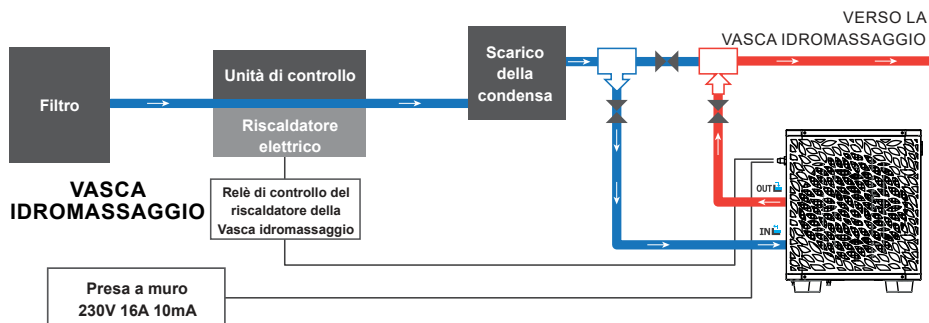 VERSO LA
VASCA IDROMASSAGGIO
Scarico
della
condensa
Unità di controllo
Filtro
Riscaldatore
elettrico
VASCA
IDROMASSAGGIO
Relè di controllo del
riscaldatore della
Vasca idromassaggio
OUT
IN
Presa a muro
230V 16A 10mA